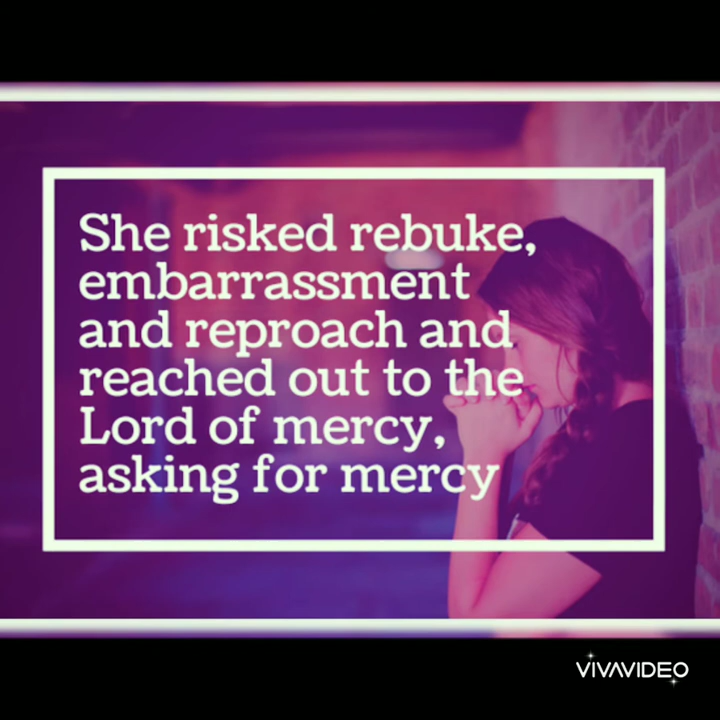 She risked rebuke,
embarrassment
and reproach and
reached out to the
Lord of mercy,
asking for mercy
VIVAVIDEO